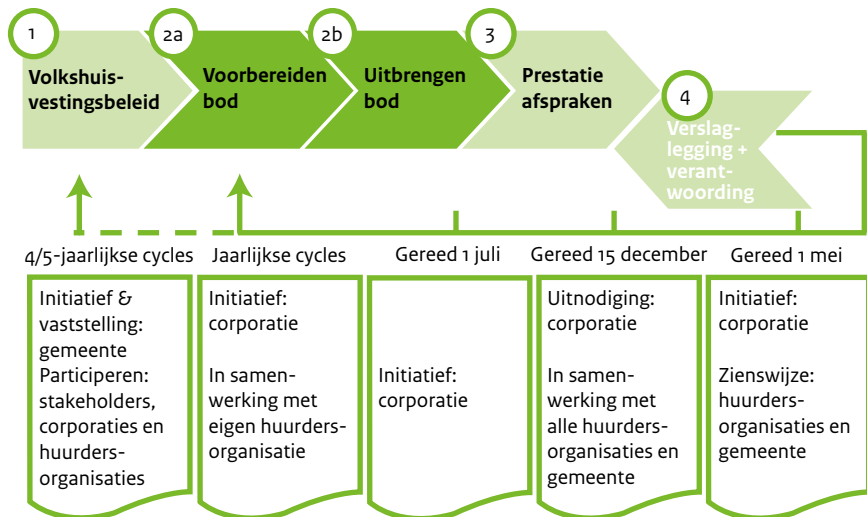 1
Volkshuis-
vestingsbeleid
2a
Voorbereiden
bod
2b
Uitbrengen
bod
3
Prestatie
afspraken
4
Verslag-
legging +
verant-
woording
4/5-jaarlijkse cycles
Initiatief &
vaststelling:
gemeente
Participeren:
stakeholders,
corporaties en
huurders-
organisaties
Jaarlijkse cycles
Initiatief:
corporatie
In samen-
werking met
eigen huurders-
organisatie
Gereed 1 juli
Initiatief:
corporatie
Gereed 15 december
Uitnodiging:
corporatie
In samen-
werking met
alle huurders-
organisaties en
gemeente
Gereed 1 mei
Initiatief:
corporatie
Zienswijze:
huurders-
organisaties en
gemeente